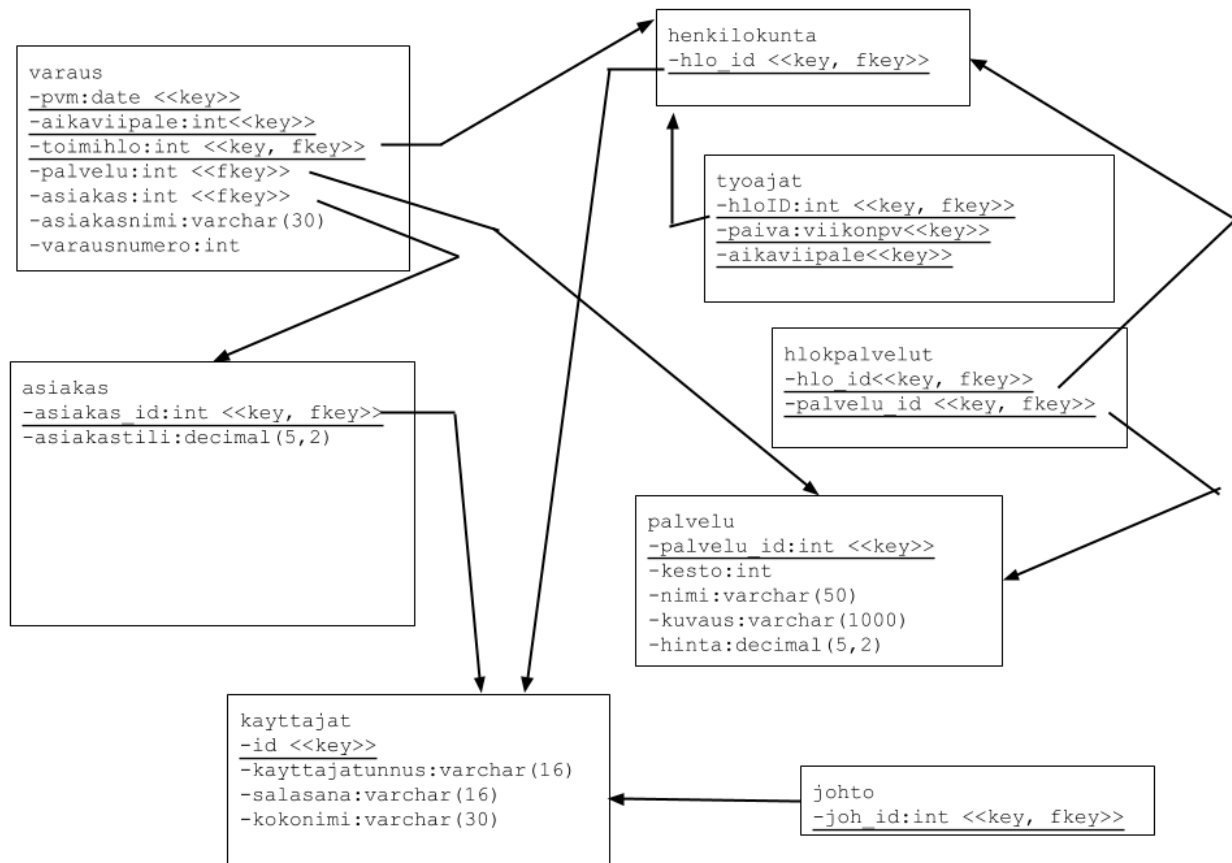 varaus
-pvm:date <<key>>
-aikaviipale:int<<key>>
-toimihlo:int <<key, fkey>>
-palvelu:int <<fkey>>
-asiakas:int <<fkey>>
-asiakasnimi:varchar(30)
-varausnumero:int
henkilokunta
-hlo_id <<key, fkey>>
tyoajat
-hloID:int <<key, fkey>>
-paiva:viikonpv<<key>>
-aikaviipale<<key>>
hlokpalvelut
-hlo_id<<key, fkey>>
-palvelu_id <<key, fkey>>
asiakas
-asiakas_id:int <<key, fkey>>
-asiakastili:decimal(5,2)
palvelu
-palvelu_id:int <<key>>
-kesto:int
-nimi:varchar(50)
-kuvaus:varchar(1000)
-hinta:decimal(5,2)
kayttajat
-id <<key>>
-kayttajatunnus:varchar(16)
-salasana:varchar(16)
-kokonimi:varchar(30)
johto
-joh_id:int <<key, fkey>>